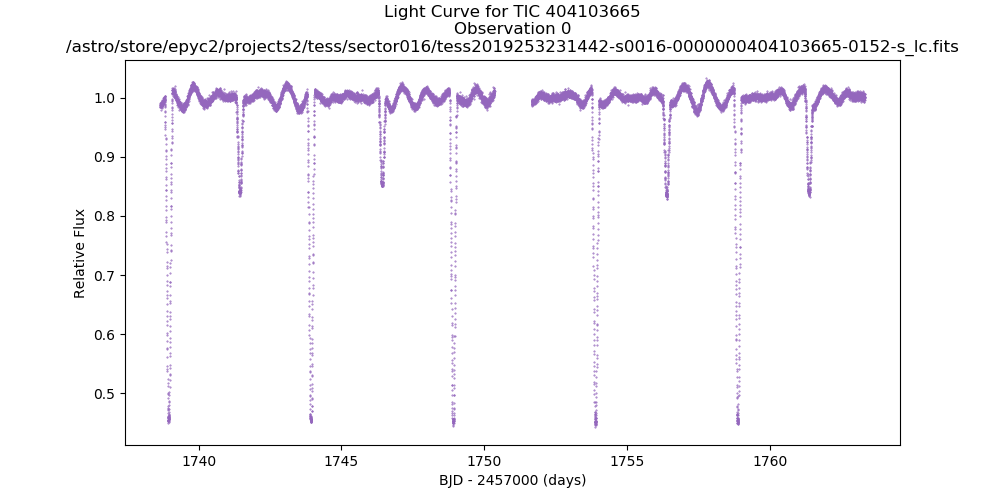 Light Curve for TIC 404103665
Observation 0
/astro/store/epyc2/projects2/tess/sector016/tess2019253231442-s0016-0000000404103665-0152-s_lc.fits
1.0
0.9
0.8
0.7
0.6
0.5
Relative Flux
1740
1745
1750
1755
1760
BJD - 2457000 (days)